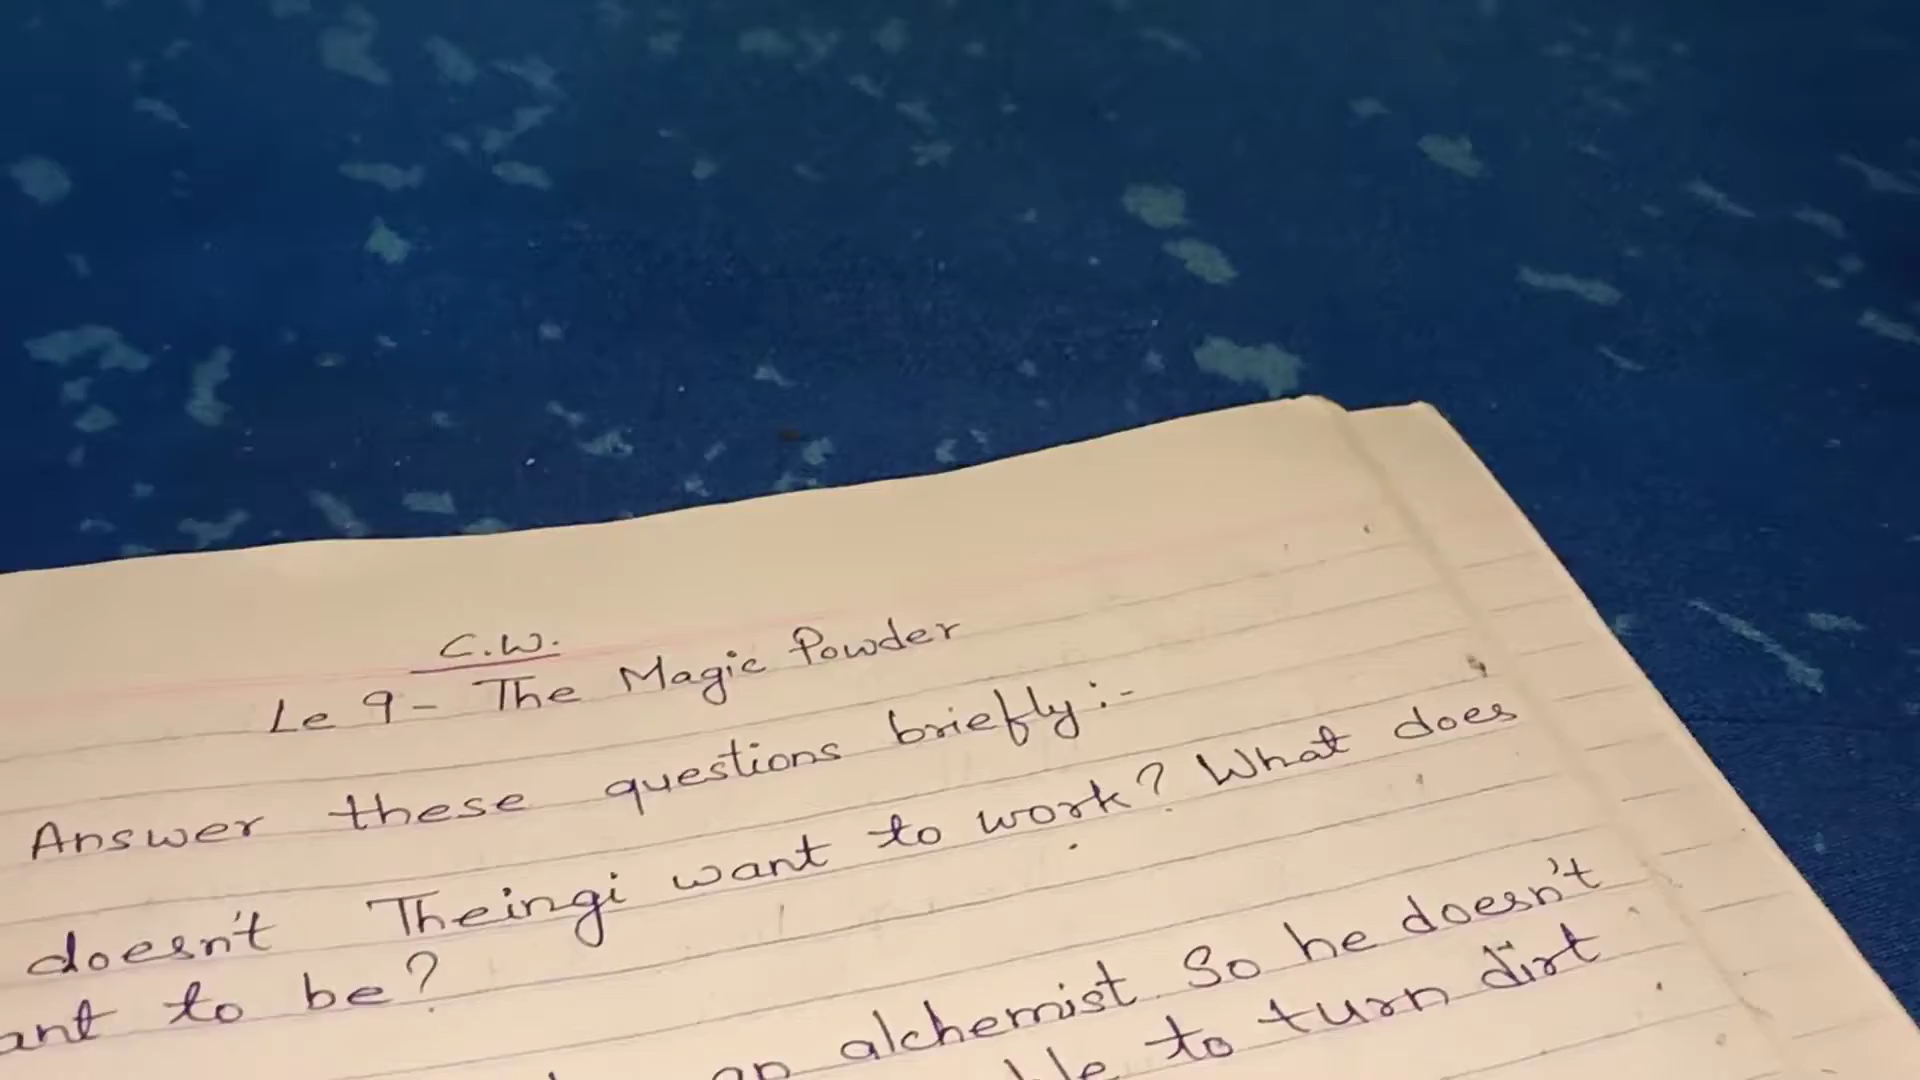 C.W.
Le 9- The Magic Powder
Answer these questions briefly:-
doesn't Theingi want to work? What does
to be?
an alchemist So he doesn't
to turn dirt